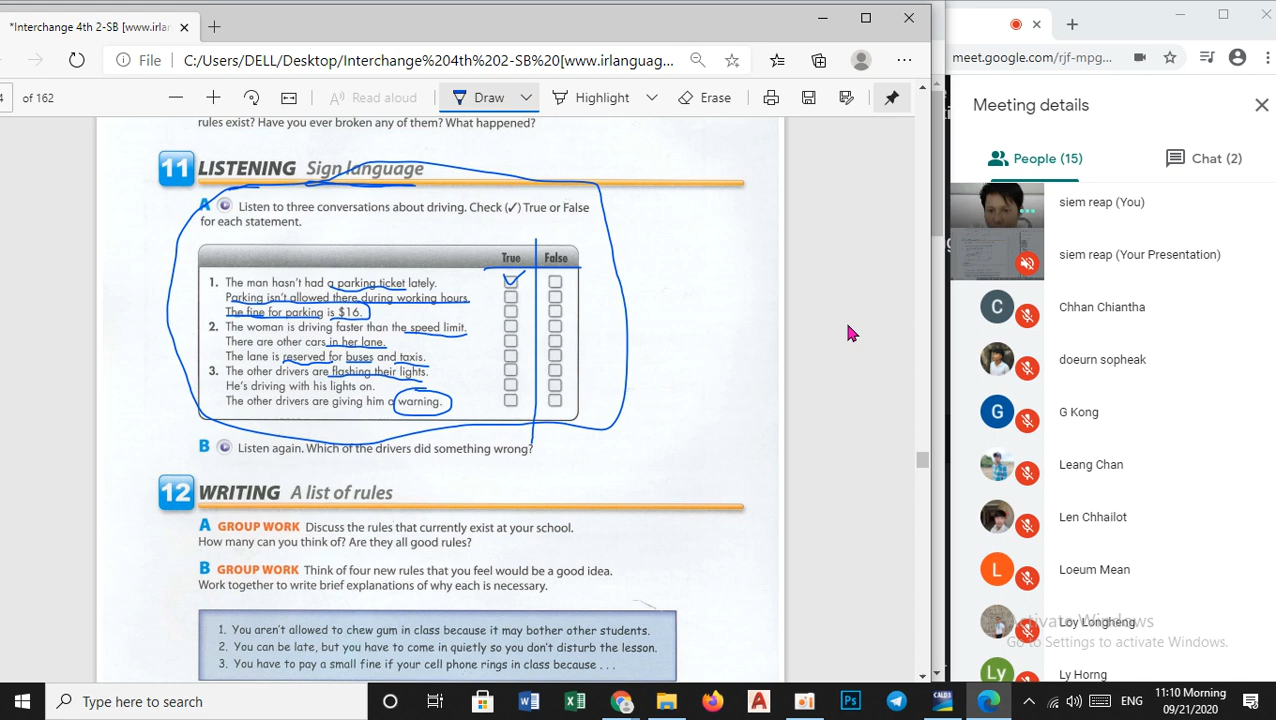 *Interchange 4th 2-SB [www.irlan
File
C:/Users/DELL/Desktop/Interchange%204th%202-SB%20[www.irlanguag...
meet.google.com/rjf-mpg...
4 of 162
Read aloud
Draw
Highlight
Erase
rules exist? Have you ever broken any of them? What happened?
11 LISTENING Sign language
A Listen to three conversations about driving. Check (✓) True or False
for each statement.
True False
1. The man hasn't had a parking ticket lately.
Parking isn't allowed there during working hours.
The fine for parking is $16.
2. The woman is driving faster than the speed limit.
There are other cars in her lane.
The lane is reserved for buses and taxis.
3. The other drivers are flashing their lights.
He's driving with his lights on.
The other drivers are giving him a warning.
B Listen again. Which of the drivers did something wrong?
12 WRITING A list of rules
A GROUP WORK Discuss the rules that currently exist at your school.
How many can you think of? Are they all good rules?
B GROUP WORK Think of four new rules that you feel would be a good idea.
Work together to write brief explanations of why each is necessary.
1. You aren't allowed to chew gum in class because it may bother other students.
2. You can be late, but you have to come in quietly so you don't disturb the lesson.
3. You have to pay a small fine if your cell phone rings in class because . . .
Meeting details
People (15)
Chat (2)
siem reap (You)
siem reap (Your Presentation)
C Chhan Chiantha
doeurn sopheak
G G Kong
Leang Chan
Len Chhailot
L Loeum Mean
Loy Longheng
Ly Ly Horng
Activate Windows
Go to Settings to activate Windows.
Type here to search
CALD3
ENG
11:10 Morning
09/21/2020